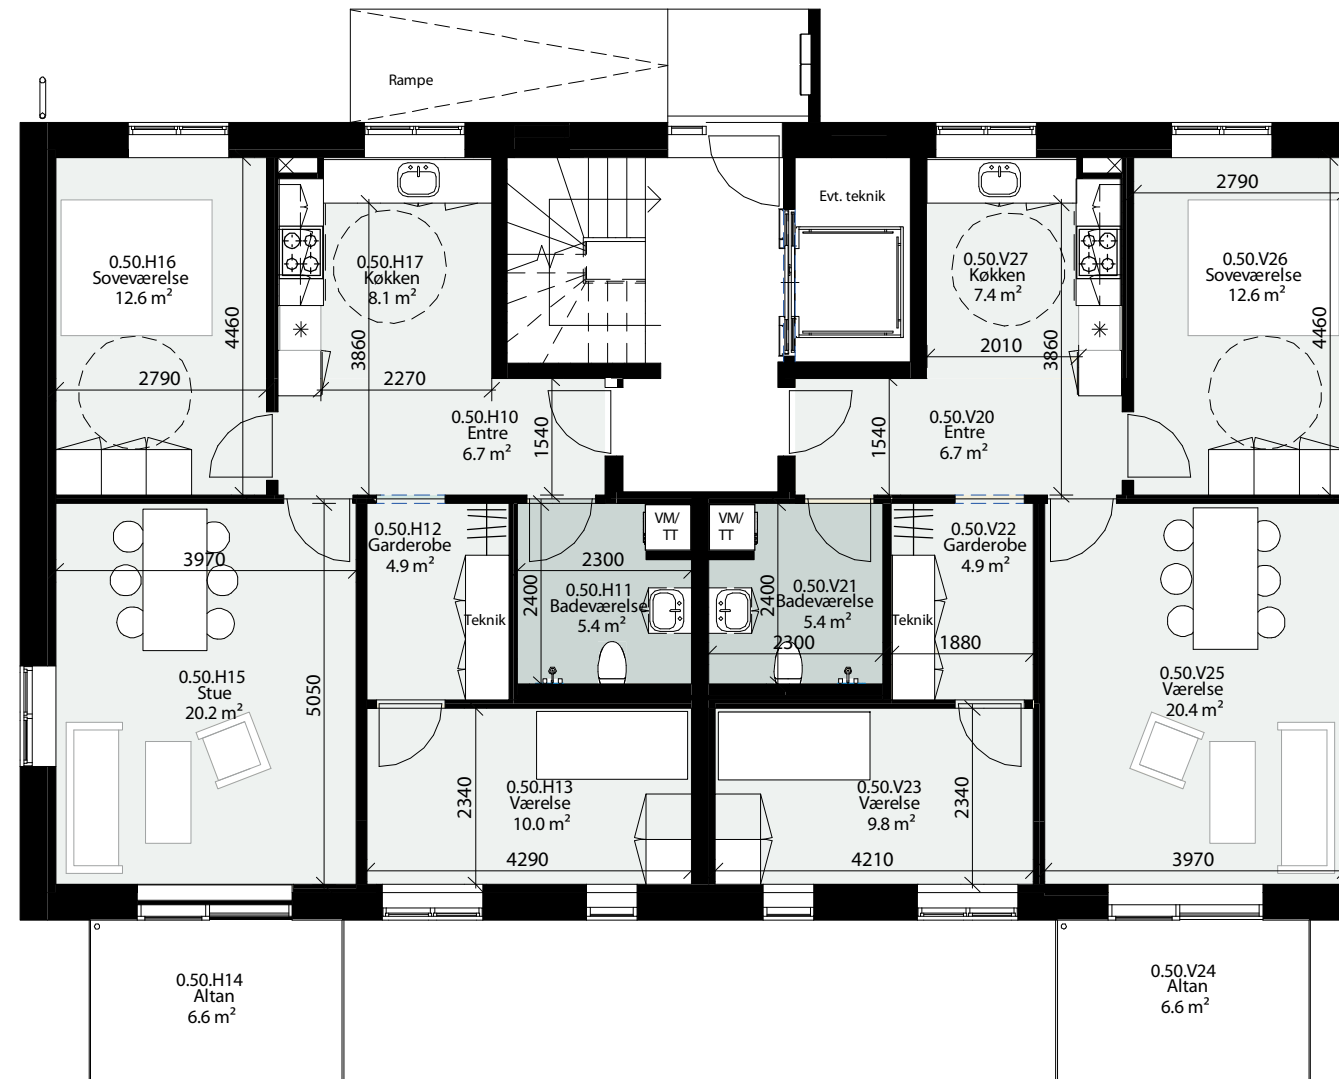 Rampe
Evt. teknik
2790
0.50.H16
Soveværelse
12.6 m²
0.50.H17
Køkken
8.1 m²
0.50.V27
Køkken
7.4 m²
0.50.V26
Soveværelse
12.6 m²
4460
3860
2010
3860
4460
2790
2270
0.50.H10
Entre
6.7 m²
1540
1540
0.50.V20
Entre
6.7 m²
VM/
TT
VM/
TT
0.50.H12
Garderobe
4.9 m²
0.50.V22
Garderobe
4.9 m²
3970
2300
2400
0.50.H11
Badeværelse
5.4 m²
2400
0.50.V21
Badeværelse
5.4 m²
Teknik
Teknik
2300
1880
0.50.H15
Stue
20.2 m²
5050
0.50.V25
Værelse
20.4 m²
2340
0.50.H13
Værelse
10.0 m²
0.50.V23
Værelse
9.8 m²
2340
4290
4210
3970
0.50.H14
Altan
6.6 m²
0.50.V24
Altan
6.6 m²